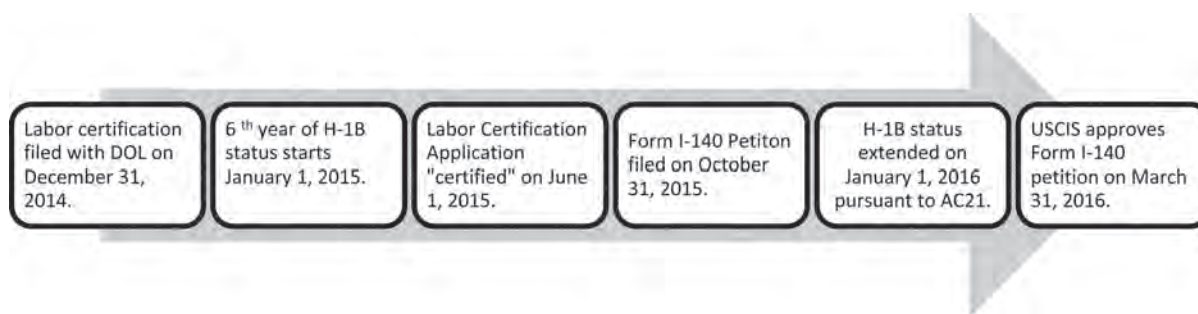 Labor certification
filed with DOL on
December 31,
2014.
6 th year of H-1B
status starts
January 1, 2015.
Labor Certification
Application
"certified" on June
1, 2015.
Form I-140 Petiton
filed on October
31, 2015.
H-1B status
extended on
January 1, 2016
pursuant to AC21.
USCIS approves
Form I-140
petition on March
31, 2016.